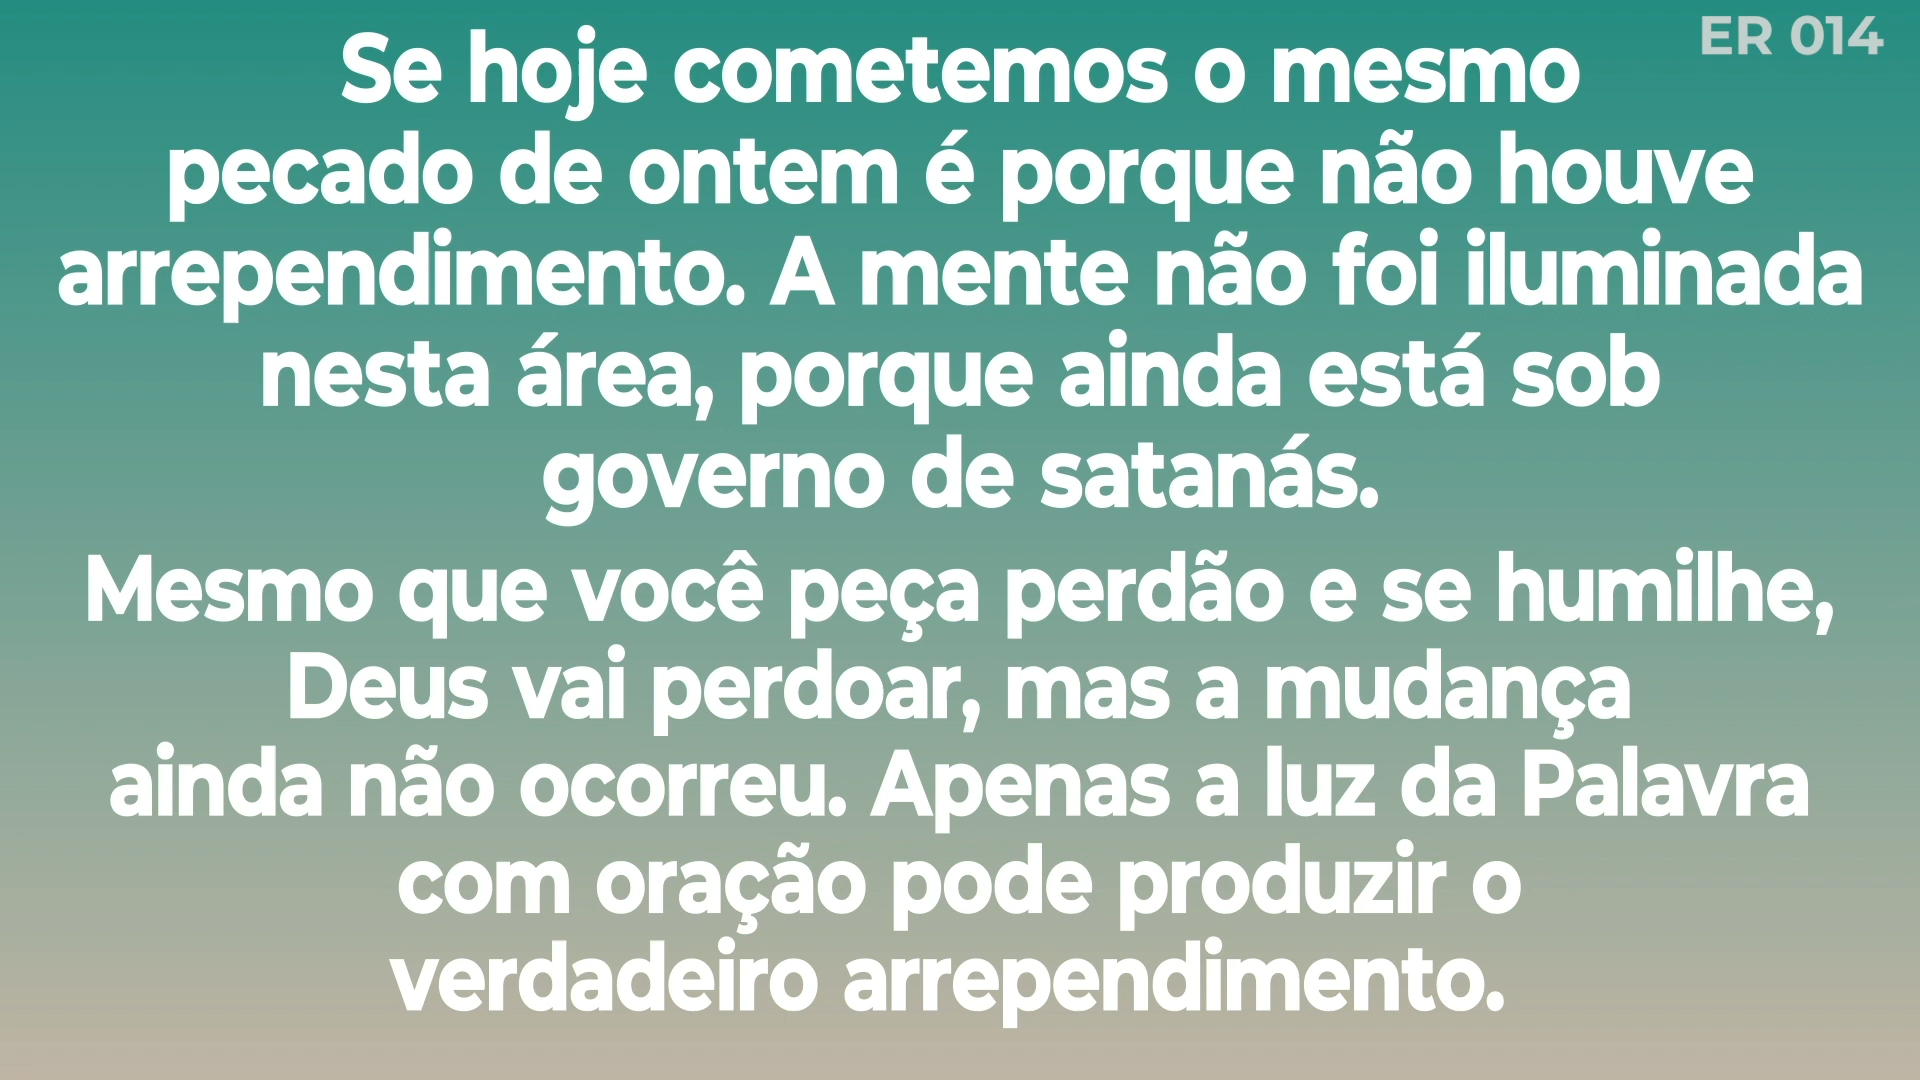 ER 014
Se hoje cometemos o mesmo
pecado de ontem é porque não houve
arrependimento. A mente não foi iluminada
nesta área, porque ainda está sob
governo de satanás.
Mesmo que você peça perdão e se humilhe,
Deus vai perdoar, mas a mudança
ainda não ocorreu. Apenas a luz da Palavra
com oração pode produzir o
verdadeiro arrependimento.